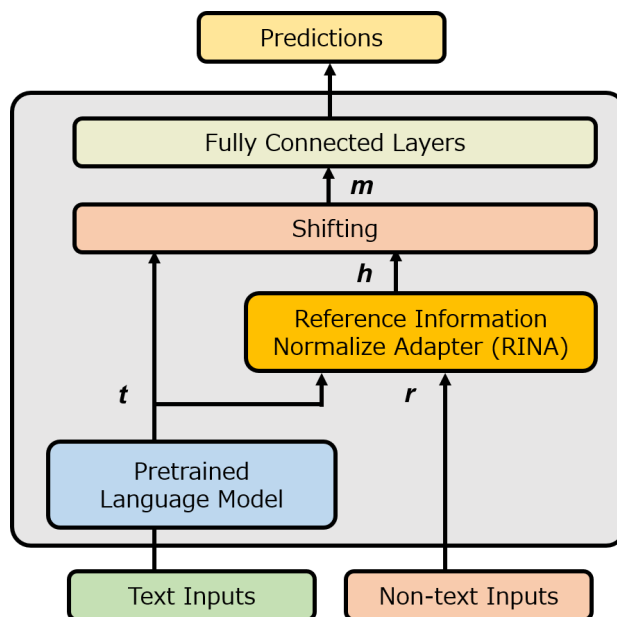 Predictions
Fully Connected Layers
m
Shifting
h
Reference Information
Normalize Adapter (RINA)
t
r
Pretrained
Language Model
Text Inputs
Non-text Inputs